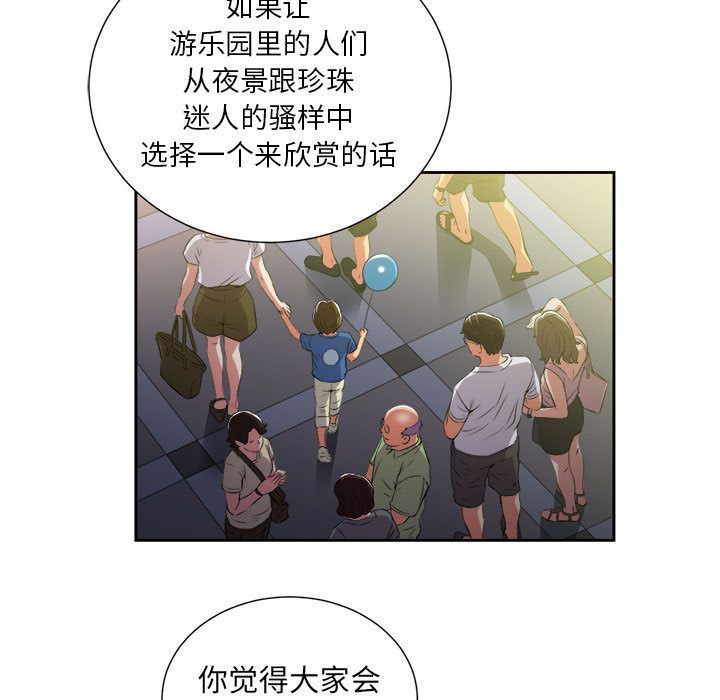 如果让
游乐园里的人们
从夜景跟珍珠
迷人的骚样中
选择一个来欣赏的话
你觉得大家会